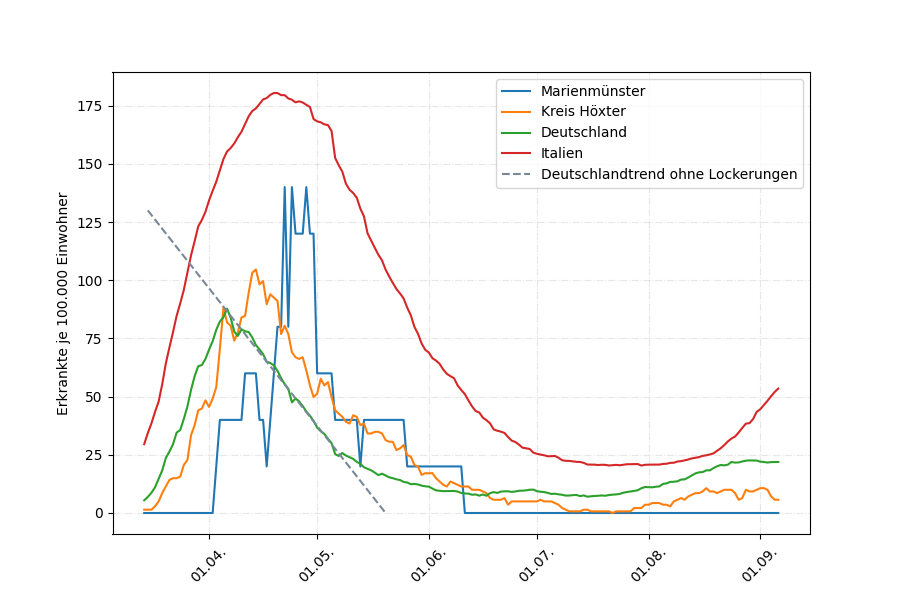 Erkrankte je 100.000 Einwohner
175
150
125
100
75
50
25
0
Marienmünster
Kreis Höxter
Deutschland
Italien
Deutschlandtrend ohne Lockerungen
01.04.
01.05.
01.06.
01.07.
01.08.
01.09.